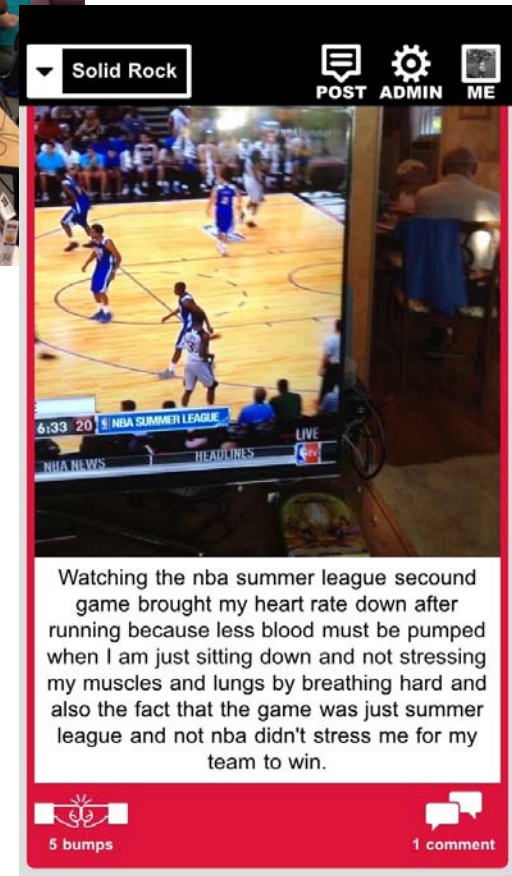 Solid Rock
POST ADMIN ME
6:33 20 NBA SUMMER LEAGUE
LIVE
NBA NEWS HEADLINES
Watching the nba summer league secound
game brought my heart rate down after
running because less blood must be pumped
when I am just sitting down and not stressing
my muscles and lungs by breathing hard and
also the fact that the game was just summer
league and not nba didn't stress me for my
team to win.
5 bumps 1 comment